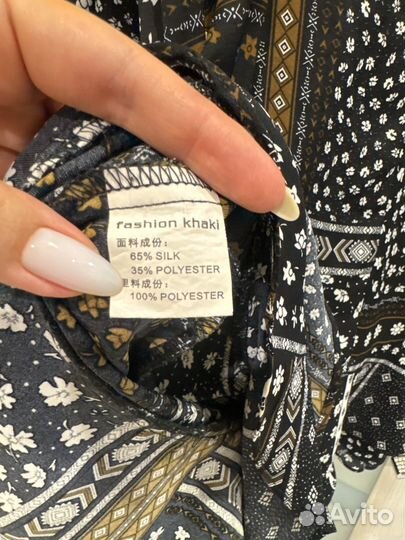 fashion khaki
面料成份：
65% SILK
35% POLYESTER
里料成份：
100% POLYESTER
Avito